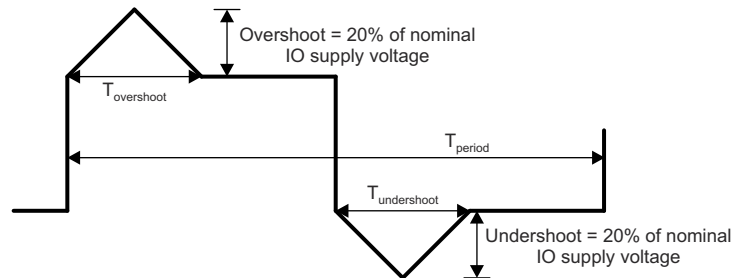 Overshoot = 20% of nominal
IO supply voltage
Tovershoot
Tperiod
Tundershoot
Undershoot = 20% of nominal
IO supply voltage